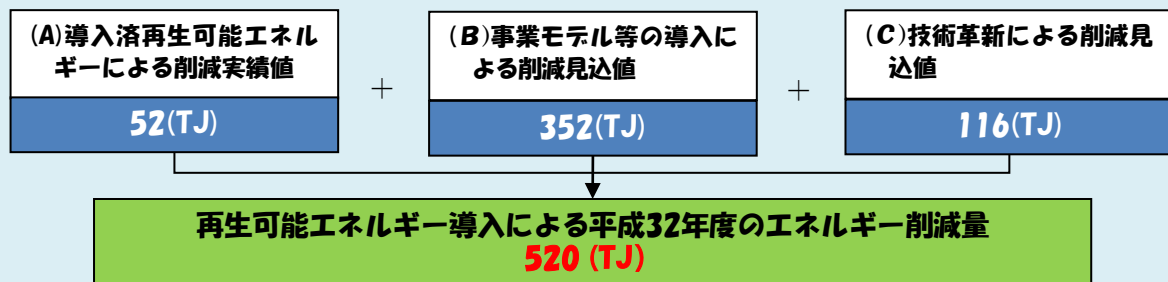 (A)導入済再生可能エネル
ギーによる削減実績値
52(TJ)
+
(B)事業モデル等の導入に
よる削減見込値
352(TJ)
+
(C)技術革新による削減見
込値
116(TJ)
再生可能エネルギー導入による平成32年度のエネルギー削減量
520 (TJ)